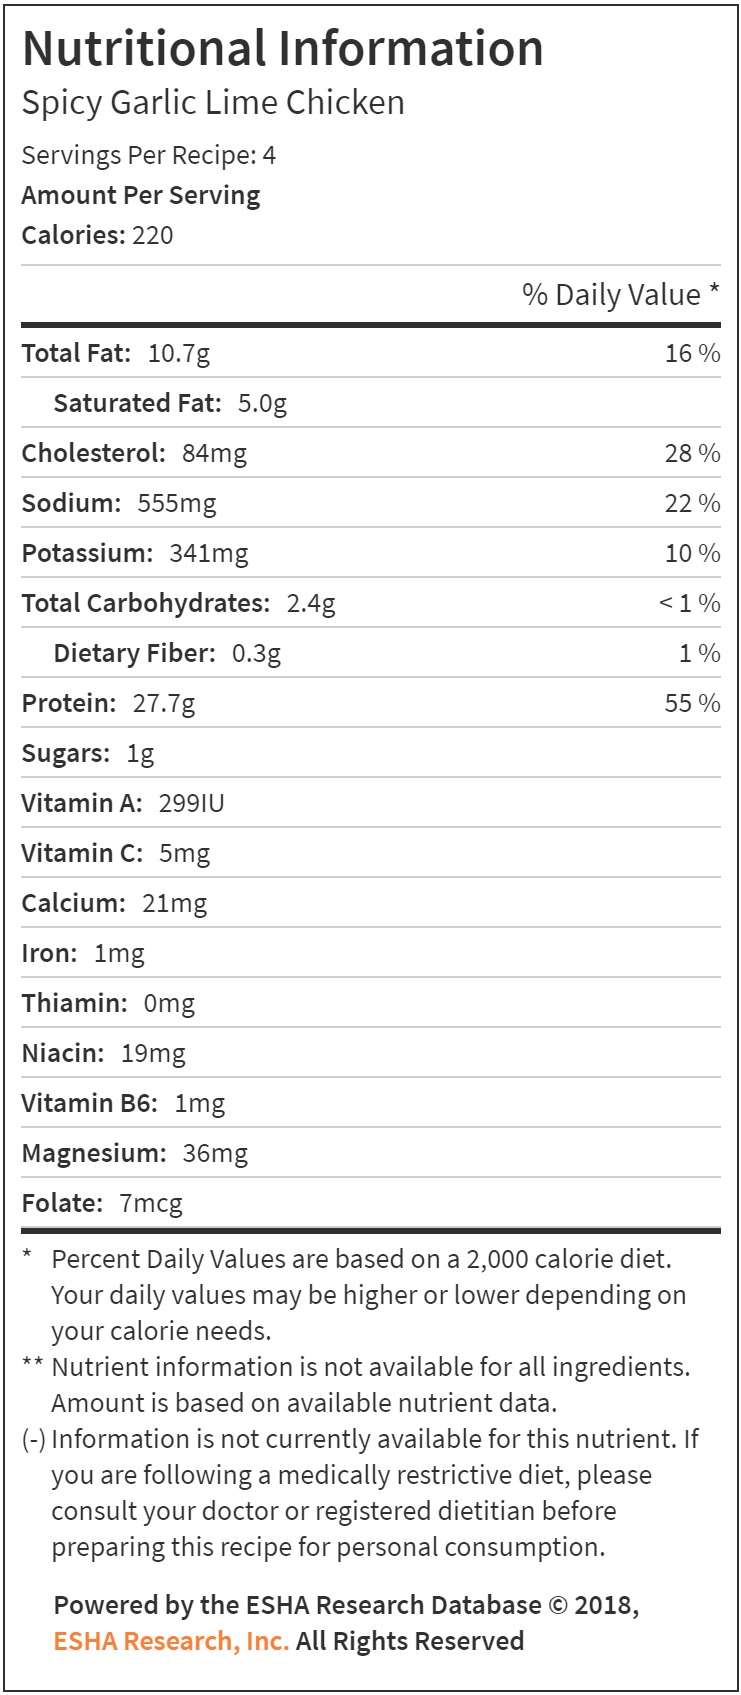 Nutritional Information
Spicy Garlic Lime Chicken
Servings Per Recipe: 4
Amount Per Serving
Calories: 220
% Daily Value *
Total Fat: 10.7g 16 %
Saturated Fat: 5.0g
Cholesterol: 84mg 28 %
Sodium: 555mg 22 %
Potassium: 341mg 10 %
Total Carbohydrates: 2.4g < 1 %
Dietary Fiber: 0.3g 1 %
Protein: 27.7g 55 %
Sugars: 1g
Vitamin A: 299IU
Vitamin C: 5mg
Calcium: 21mg
Iron: 1mg
Thiamin: 0mg
Niacin: 19mg
Vitamin B6: 1mg
Magnesium: 36mg
Folate: 7mcg
* Percent Daily Values are based on a 2,000 calorie diet.
Your daily values may be higher or lower depending on
your calorie needs.
** Nutrient information is not available for all ingredients.
Amount is based on available nutrient data.
(-) Information is not currently available for this nutrient. If
you are following a medically restrictive diet, please
consult your doctor or registered dietitian before
preparing this recipe for personal consumption.
Powered by the ESHA Research Database © 2018,
ESHA Research, Inc. All Rights Reserved